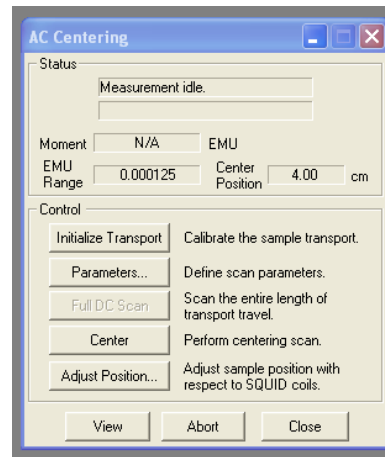 AC Centering
Status
Measurement idle.
Moment N/A EMU
EMU Range 0.000125 Center Position 4.00 cm
Control
Initialize Transport Calibrate the sample transport.
Parameters... Define scan parameters.
Full DC Scan Scan the entire length of
transport travel.
Center Perform centering scan.
Adjust Position... Adjust sample position with
respect to SQUID coils.
View Abort Close